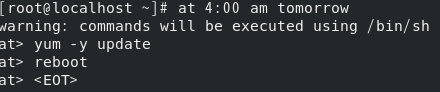 [root@localhost ~]# at 4:00 am tomorrow
warning: commands will be executed using /bin/sh
at> yum -y update
at> reboot
at> <EOT>